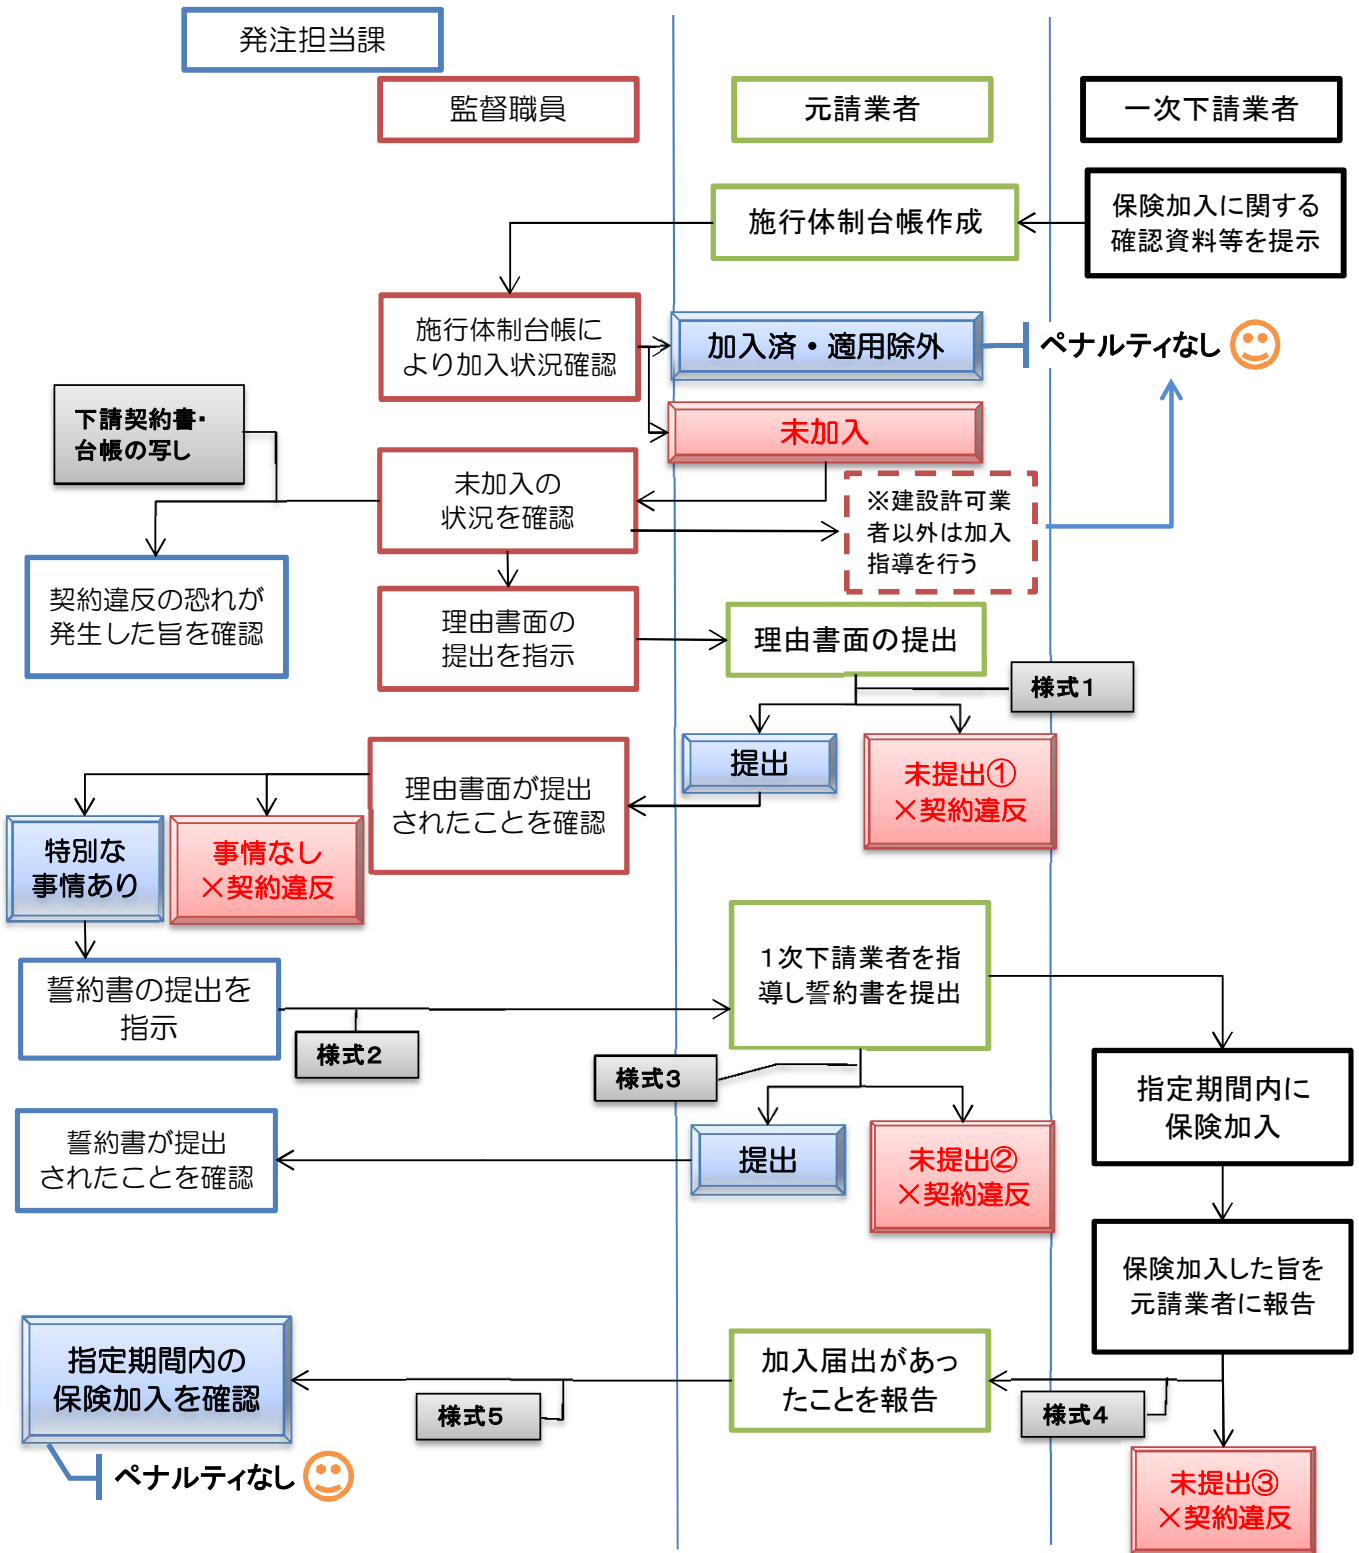 発注担当課
監督職員
元請業者
一次下請業者
施行体制台帳作成
保険加入に関する
確認資料等を提示
施行体制台帳に
より加入状況確認
加入済・適用除外
ペナルティなし
下請契約書・
台帳の写し
未加入
未加入の
状況を確認
※建設許可業
者以外は加入
指導を行う
契約違反の恐れが
発生した旨を確認
理由書面の
提出を指示
理由書面の提出
様式1
提出
未提出①
×契約違反
理由書面が提出
されたことを確認
特別な
事情あり
事情なし
×契約違反
1次下請業者を指
導し誓約書を提出
誓約書の提出を
指示
様式2
様式3
指定期間内に
保険加入
誓約書が提出
されたことを確認
提出
未提出②
×契約違反
保険加入した旨を
元請業者に報告
指定期間内の
保険加入を確認
加入届出があっ
たことを報告
様式5
様式4
ペナルティなし
未提出③
×契約違反